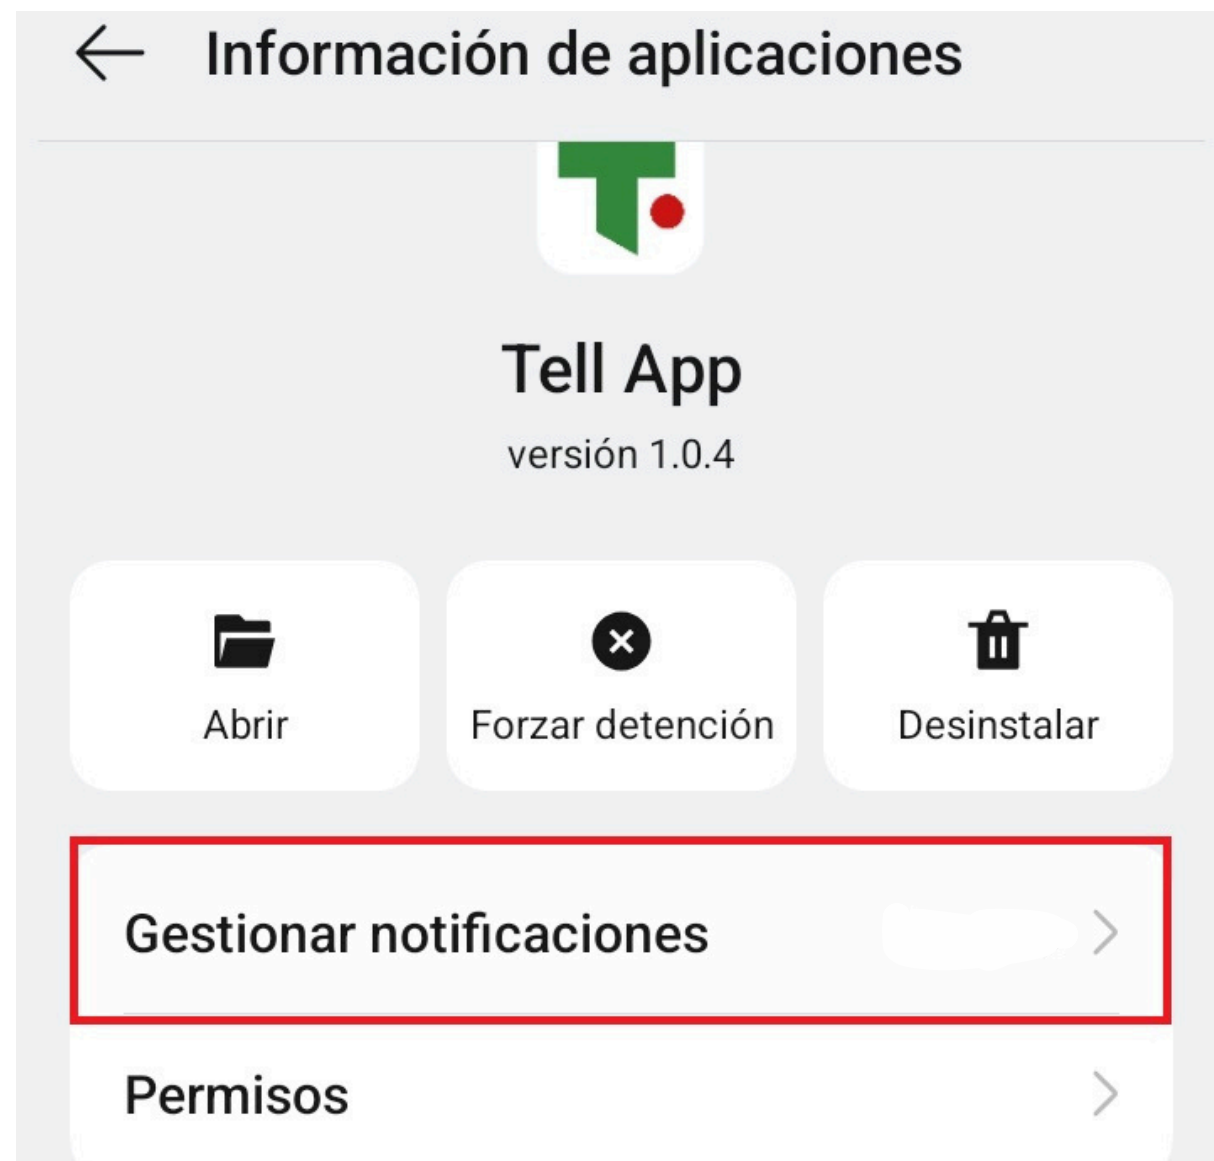 Información de aplicaciones
Tell App
versión 1.0.4
Abrir
Forzar detención
Desinstalar
Gestionar notificaciones
Permisos